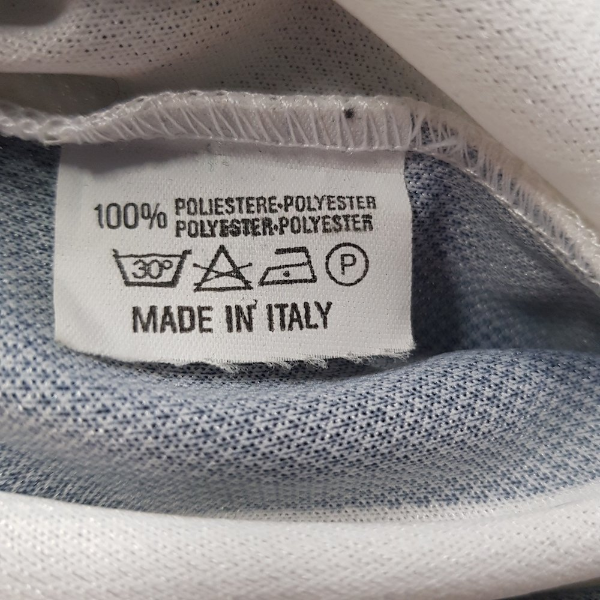 100% POLIESTERE•POLYESTER
POLYESTER•POLYESTER
30° P
MADE IN ITALY